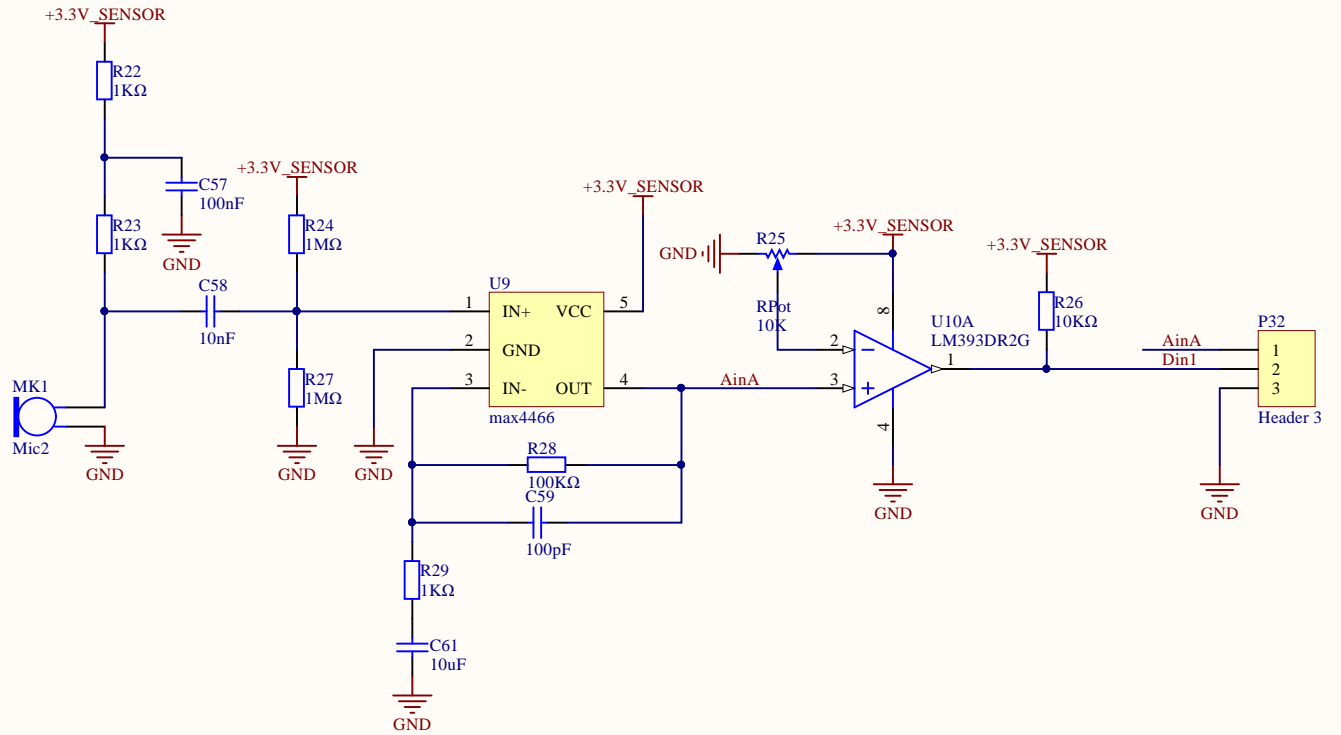 +3.3V_SENSOR
R22
1KΩ
C57
100nF
GND
R23
1KΩ
+3.3V_SENSOR
R24
1MΩ
C58
10nF
R27
1MΩ
GND
MK1
Mic2
GND
GND
U9
1 IN+ VCC 5
2 GND
3 IN- OUT 4
max4466
+3.3V_SENSOR
R28
100KΩ
C59
100pF
R29
1KΩ
C61
10uF
GND
AinA
GND
R25
RPot
10K
+3.3V_SENSOR
8
2
3
1
4
U10A
LM393DR2G
GND
+3.3V_SENSOR
R26
10KΩ
AinA
Din1
P32
1
2
3
Header 3
GND